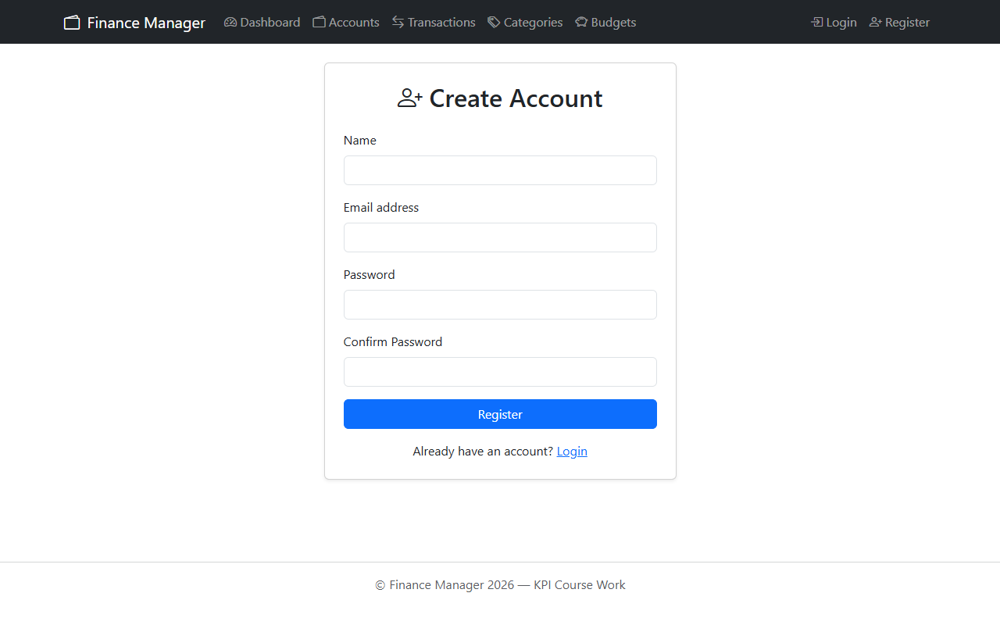 Finance Manager Dashboard Accounts Transactions Categories Budgets Login Register
Create Account
Name
Email address
Password
Confirm Password
Register
Already have an account? Login
© Finance Manager 2026 — KPI Course Work